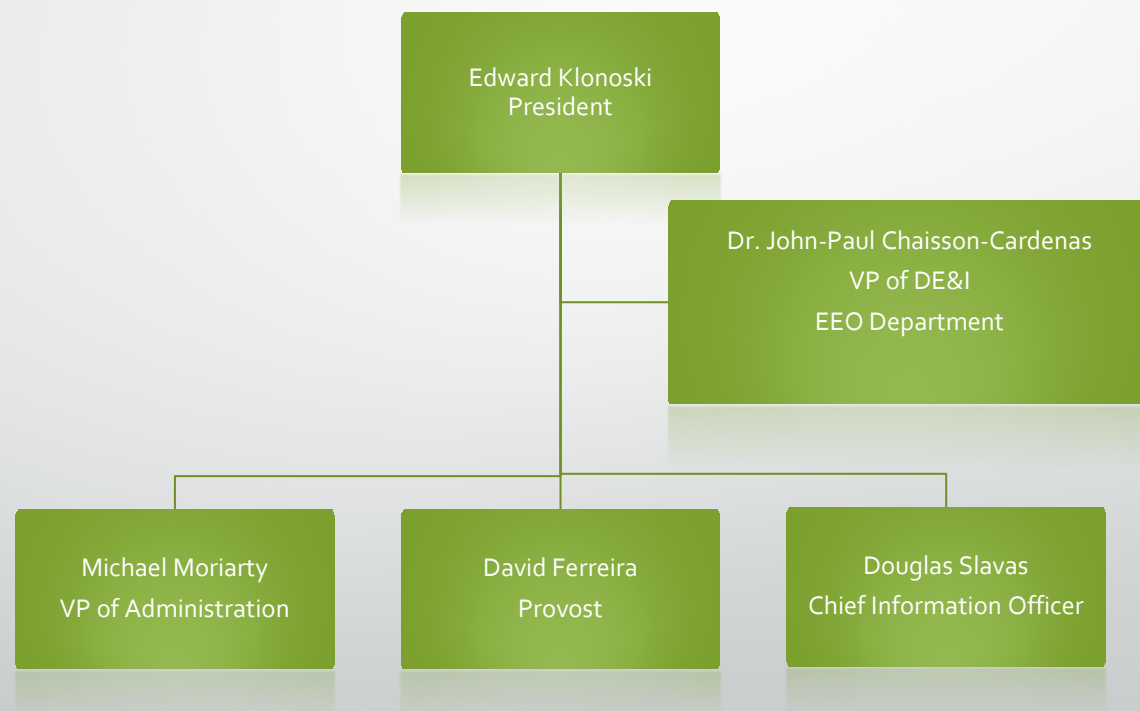 Edward Klonoski
President
Dr. John-Paul Chaisson-Cardenas
VP of DE&I
EEO Department
Michael Moriarty
VP of Administration
David Ferreira
Provost
Douglas Slavas
Chief Information Officer